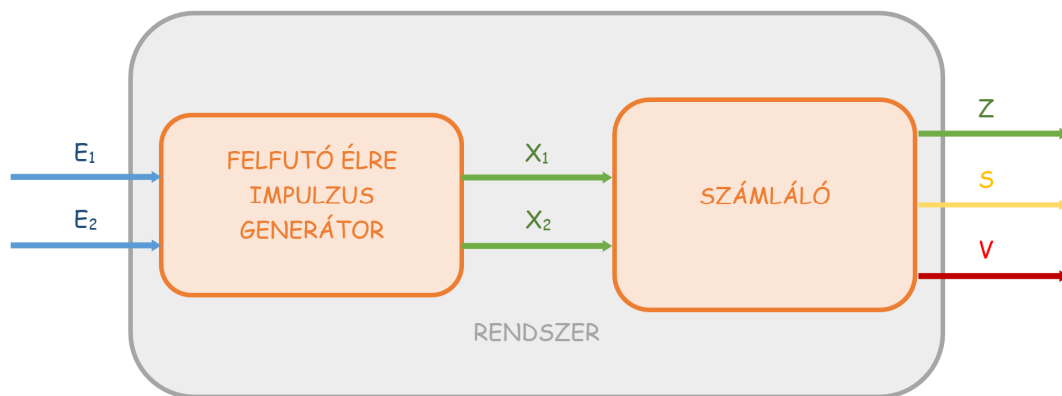 E₁
E₂
FELFUTÓ ÉLRE
IMPULZUS
GENERÁTOR
X₁
X₂
SZÁMLÁLÓ
Z
S
V
RENDSZER